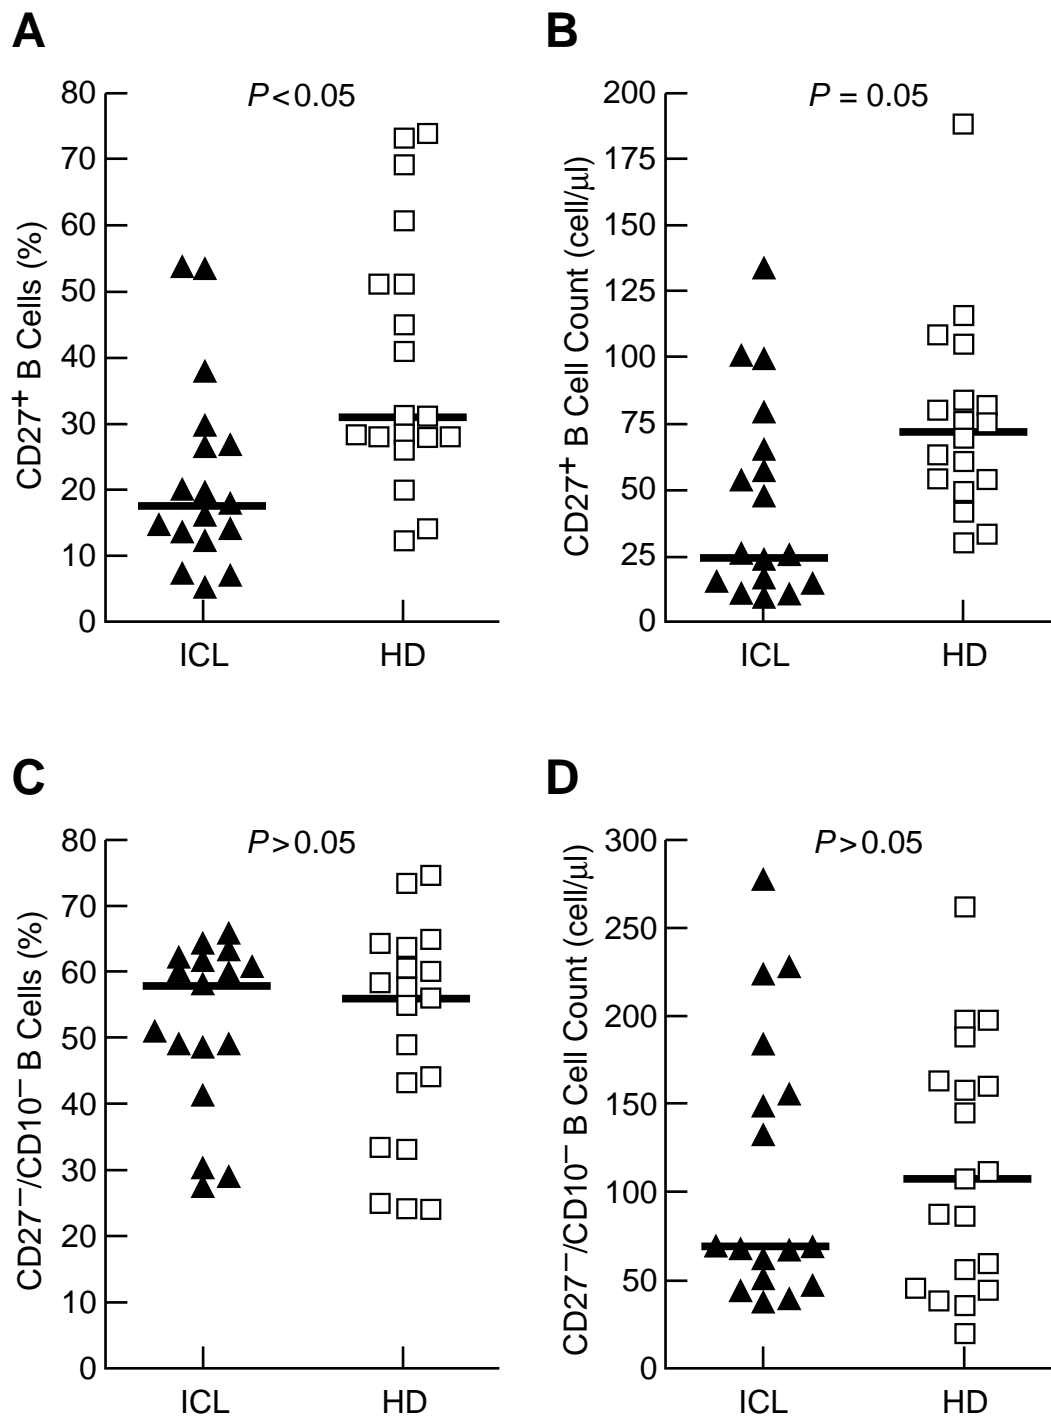 A
CD27+ B Cells (%)
P<0.05
80
70
60
50
40
30
20
10
0
ICL HD
B
CD27+ B Cell Count (cell/μl)
P = 0.05
200
175
150
125
100
75
50
25
0
ICL HD
C
CD27−/CD10− B Cells (%)
P>0.05
80
70
60
50
40
30
20
10
0
ICL HD
D
CD27−/CD10− B Cell Count (cell/μl)
P>0.05
300
250
200
150
100
50
0
ICL HD